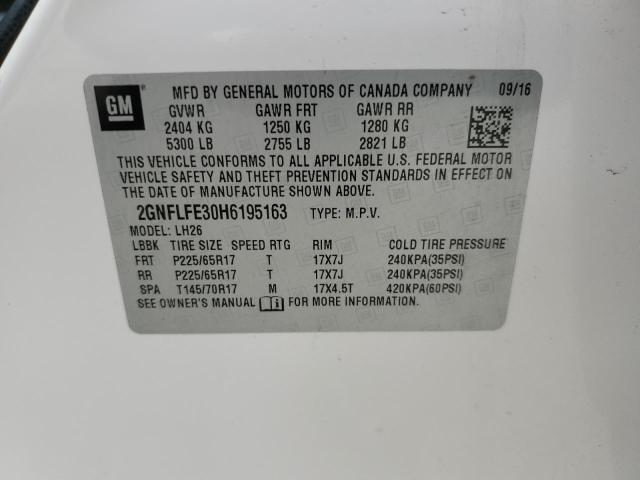 GM
MFD BY GENERAL MOTORS OF CANADA COMPANY 09/16
GVWR GAWR FRT GAWR RR
2404 KG 1250 KG 1280 KG
5300 LB 2755 LB 2821 LB
THIS VEHICLE CONFORMS TO ALL APPLICABLE U.S. FEDERAL MOTOR
VEHICLE SAFETY AND THEFT PREVENTION STANDARDS IN EFFECT ON
THE DATE OF MANUFACTURE SHOWN ABOVE.
2GNFLFE30H6195163 TYPE: M.P.V.
MODEL: LH26
LBBK TIRE SIZE SPEED RTG RIM COLD TIRE PRESSURE
FRT P225/65R17 T 17X7J 240KPA(35PSI)
RR P225/65R17 T 17X7J 240KPA(35PSI)
SPA T145/70R17 M 17X4.5T 420KPA(60PSI)
SEE OWNER'S MANUAL FOR MORE INFORMATION.